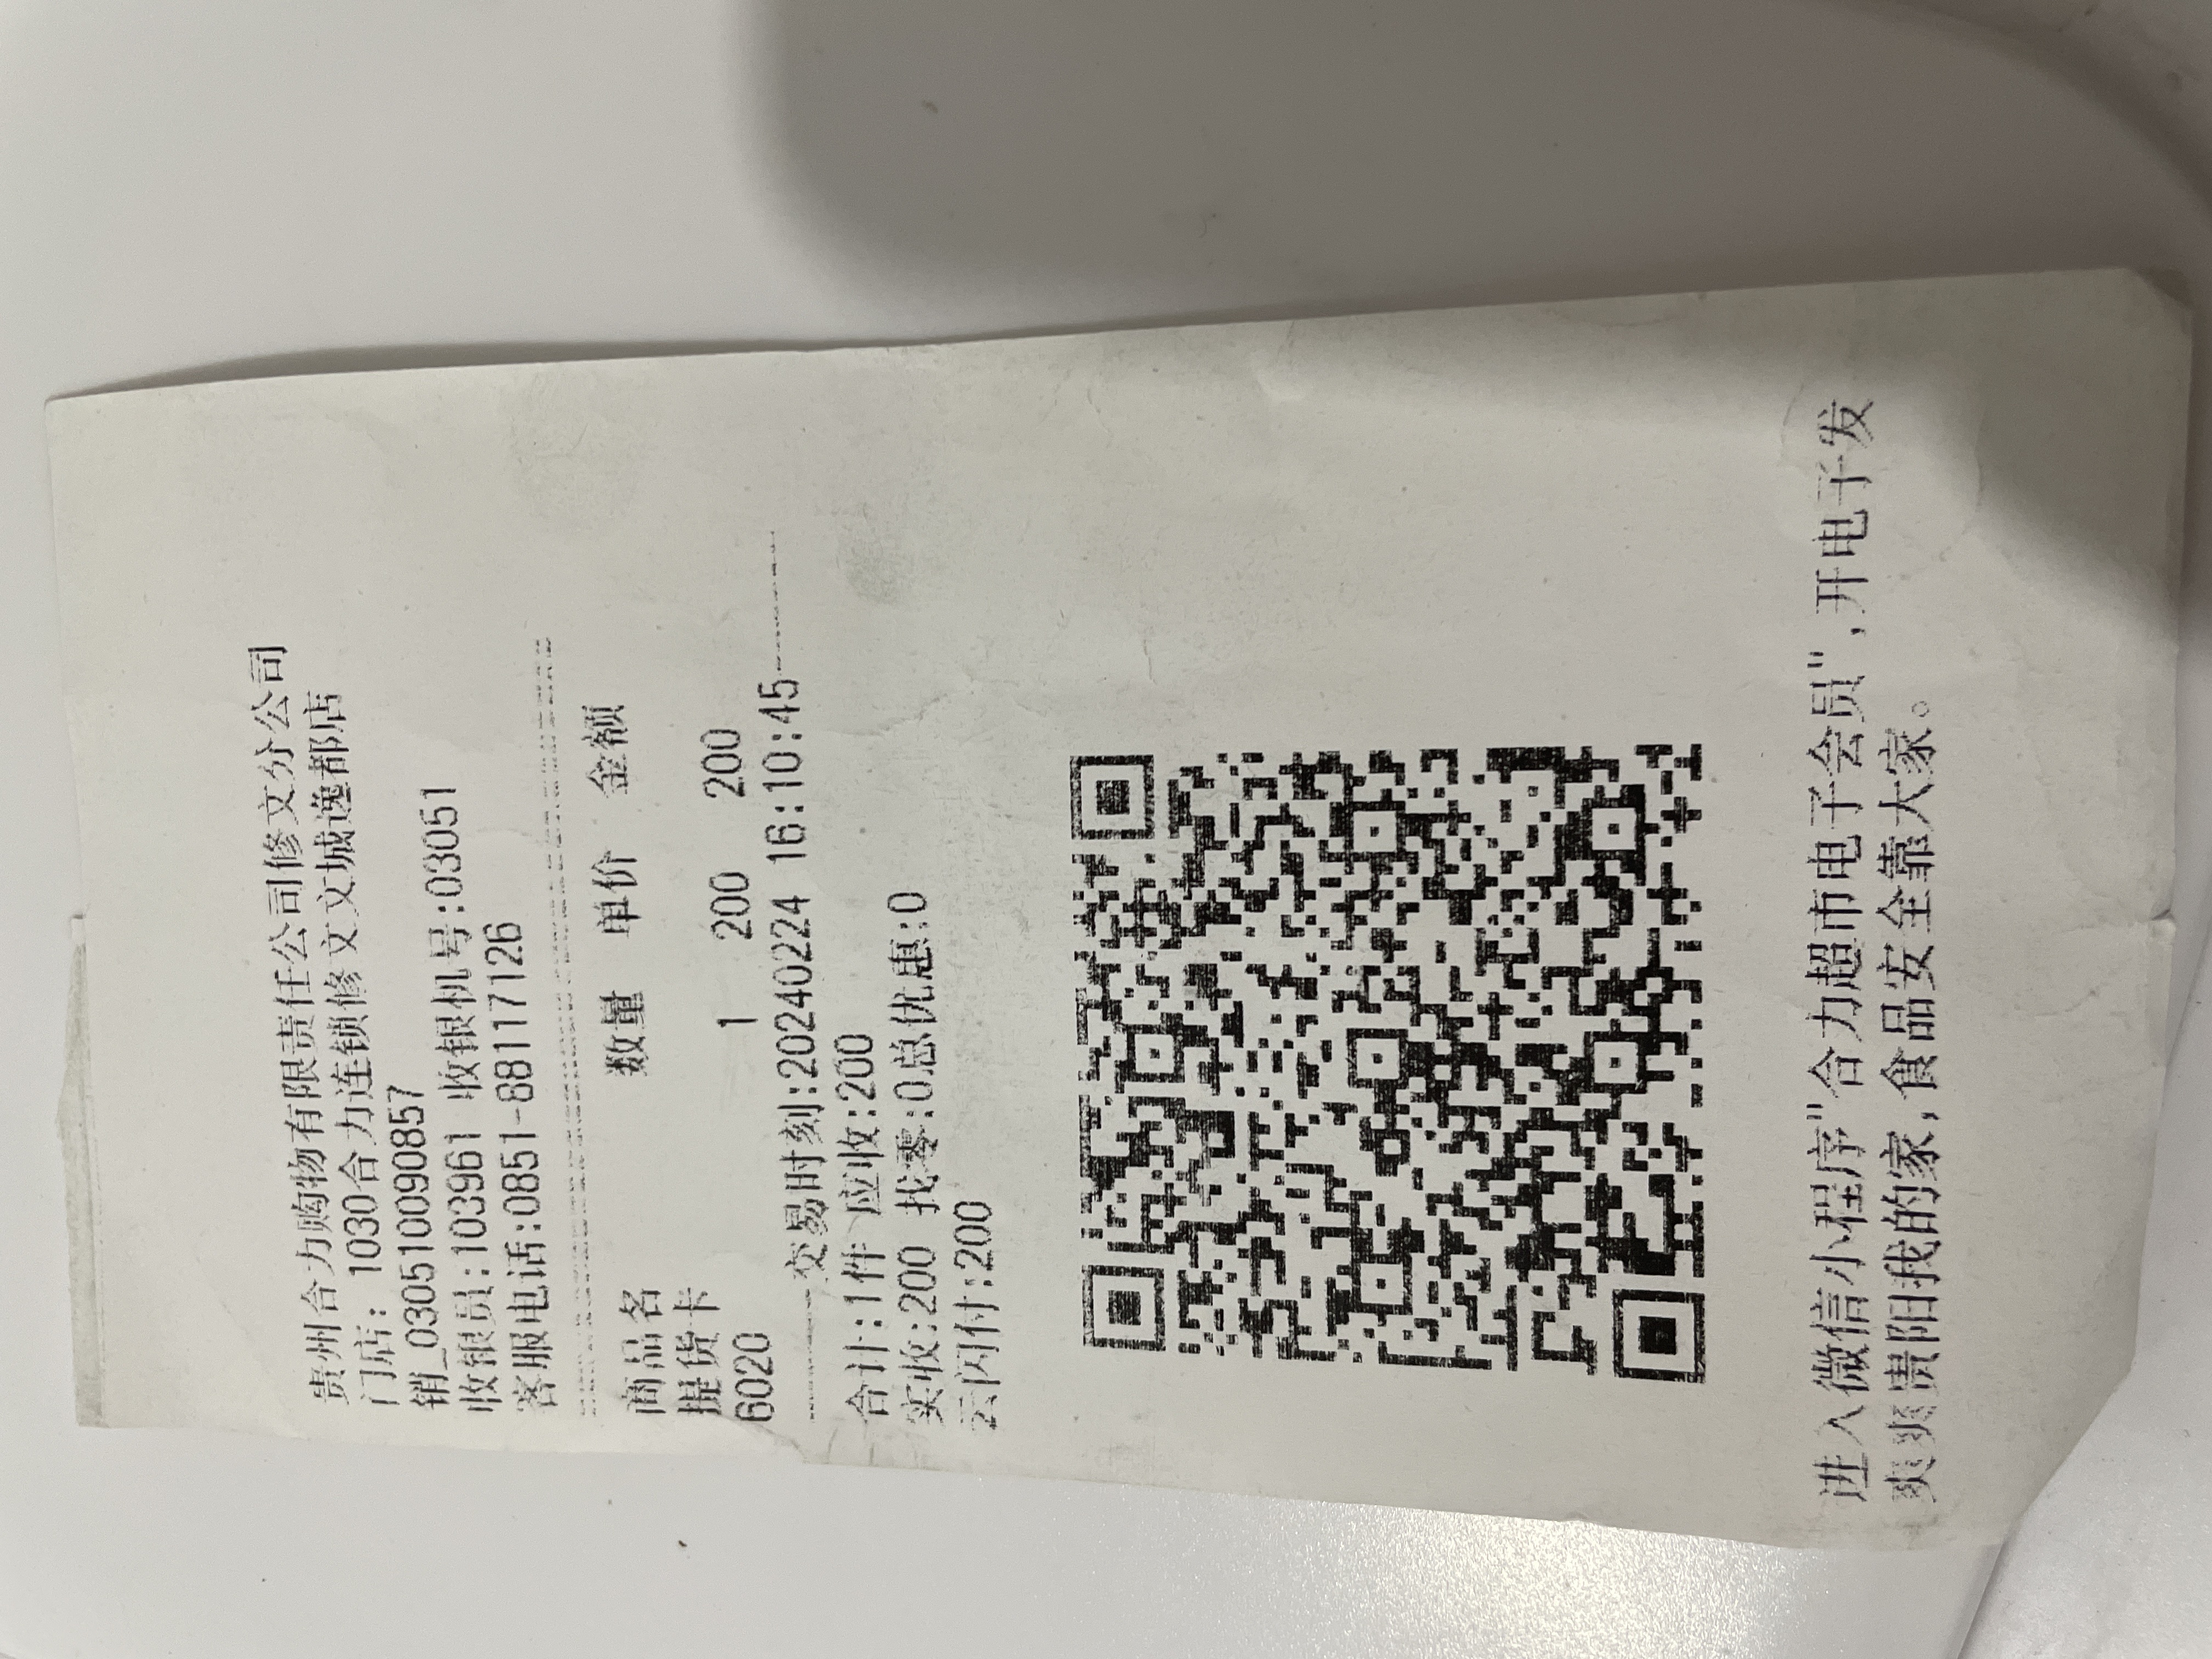 贵州合力购物有限责任公司修文分公司
门店: 1030合力连锁修文文城逸都店
销_030510090857
收银员:103961 收银机号:03051
客服电话:0851-88117126
商品名 数量 单价 金额
提货卡
6020 1 200 200
交易时刻:20240224 16:10:45
合计:1件 应收:200
实收:200 找零:0总优惠:0
云闪付:200
进入微信小程序"合力超市电子会员",开电子发
爽爽贵阳我的家,食品安全靠大家。